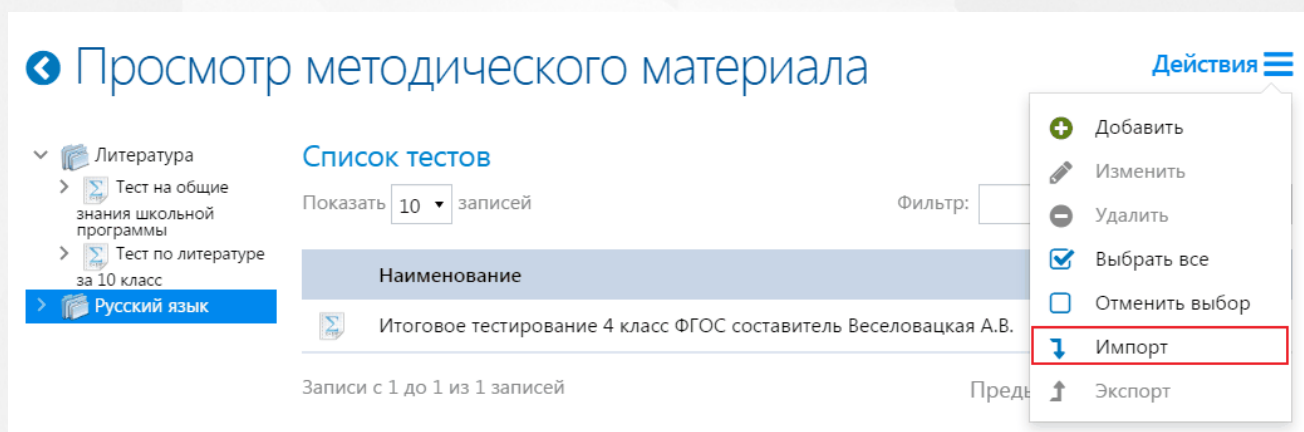 Просмотр методического материала
Действия
Литература
Тест на общие
знания школьной
программы
Тест по литературе
за 10 класс
Русский язык
Список тестов
Показать 10 записей
Фильтр:
Наименование
Итоговое тестирование 4 класс ФГОС составитель Веселовацкая А.В.
Записи с 1 до 1 из 1 записей
Преды
Добавить
Изменить
Удалить
Выбрать все
Отменить выбор
Импорт
Экспорт